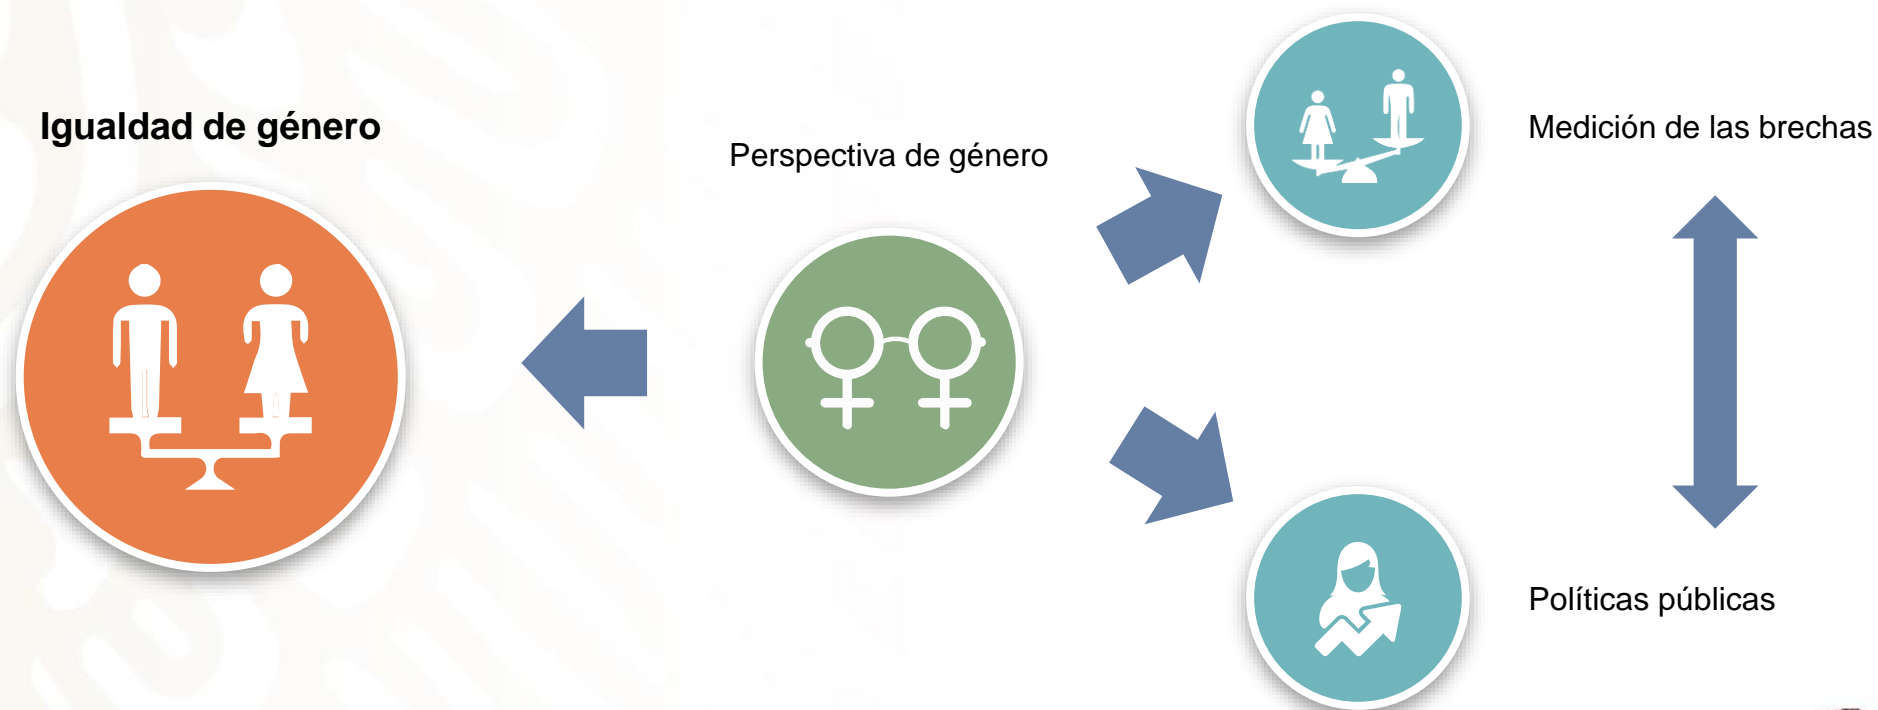 Igualdad de género
Perspectiva de género
Medición de las brechas
Políticas públicas